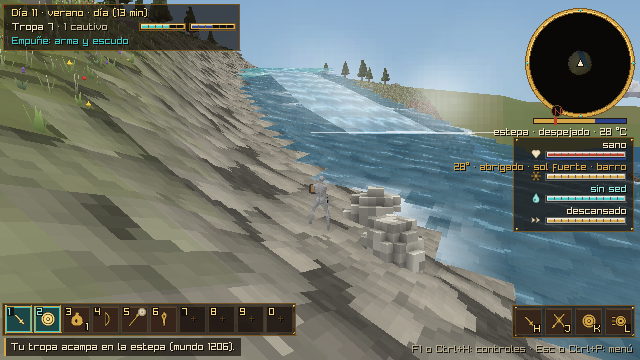 Día 11 · verano · día (13 min)
Tropa 7 · 1 cautivo
Empuñe: arma y escudo
N
estepa · despejado · 28 °C
sano
28° · abrigado · sol fuerte · barro
sin sed
descansado
1 2 3 1 4 5 6 7 8 9 0
H J K L
Tu tropa acampa en la estepa (mundo 1206).
F1 o Ctrl+H: controles · Esc o Ctrl+P: menú